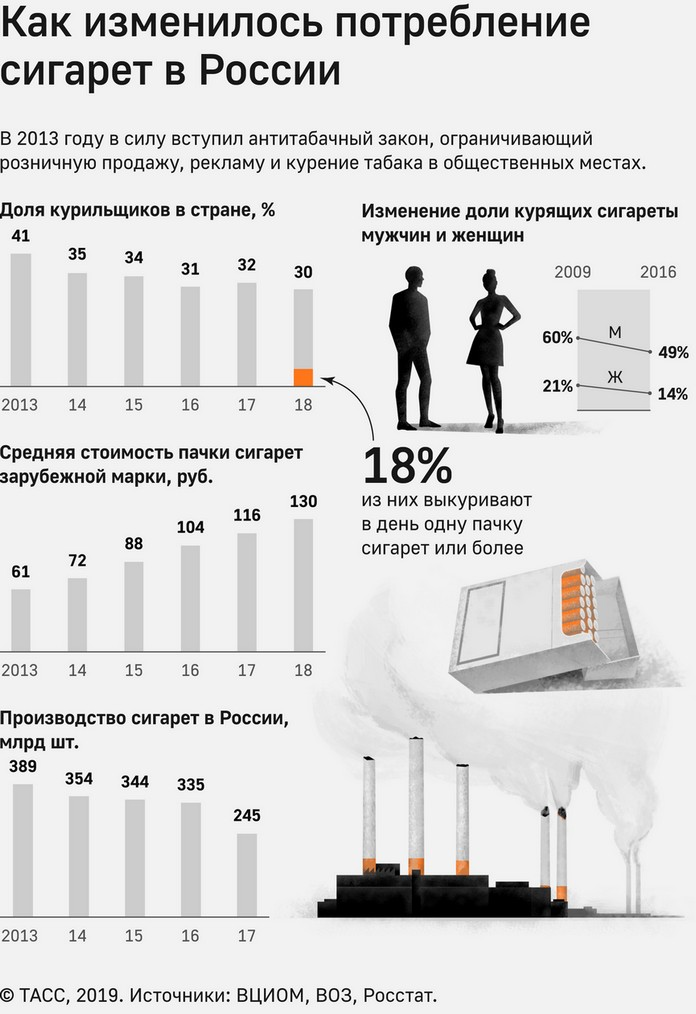 Как изменилось потребление
сигарет в России
В 2013 году в силу вступил антитабачный закон, ограничивающий
розничную продажу, рекламу и курение табака в общественных местах.
Доля курильщиков в стране, %
41
35
34
31
32
30
2013
14
15
16
17
18
Изменение доли курящих сигареты
мужчин и женщин
2009
2016
60%
М
49%
21%
Ж
14%
18%
из них выкуривают
в день одну пачку
сигарет или более
Средняя стоимость пачки сигарет
зарубежной марки, руб.
61
72
88
104
116
130
2013
14
15
16
17
18
Производство сигарет в России,
млрд шт.
389
354
344
335
245
2013
14
15
16
17
© ТАСС, 2019. Источники: ВЦИОМ, ВОЗ, Росстат.